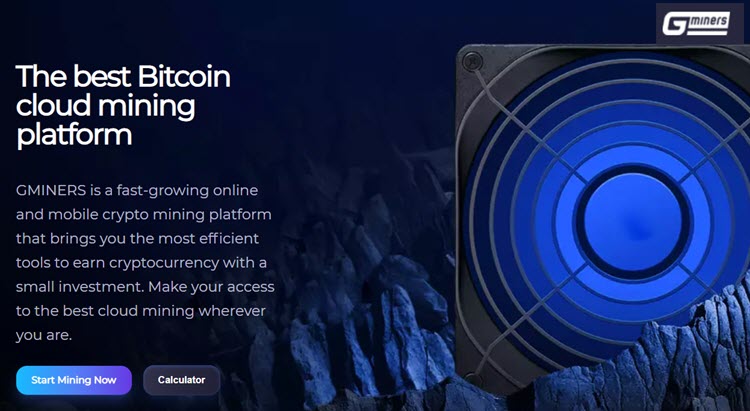 Gminers
The best Bitcoin
cloud mining
platform
GMINERS is a fast-growing online
and mobile crypto mining platform
that brings you the most efficient
tools to earn cryptocurrency with a
small investment. Make your access
to the best cloud mining wherever
you are.
Start Mining Now
Calculator